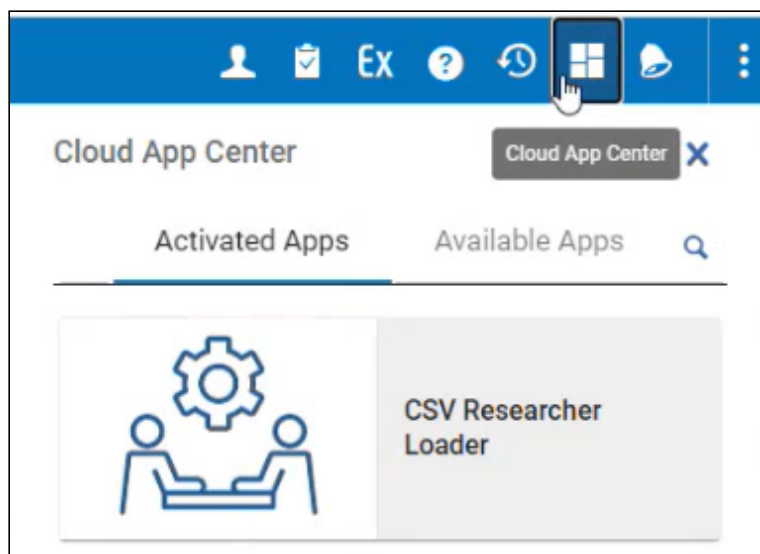 Ex ?
Cloud App Center
Cloud App Center
Activated Apps Available Apps
CSV Researcher
Loader